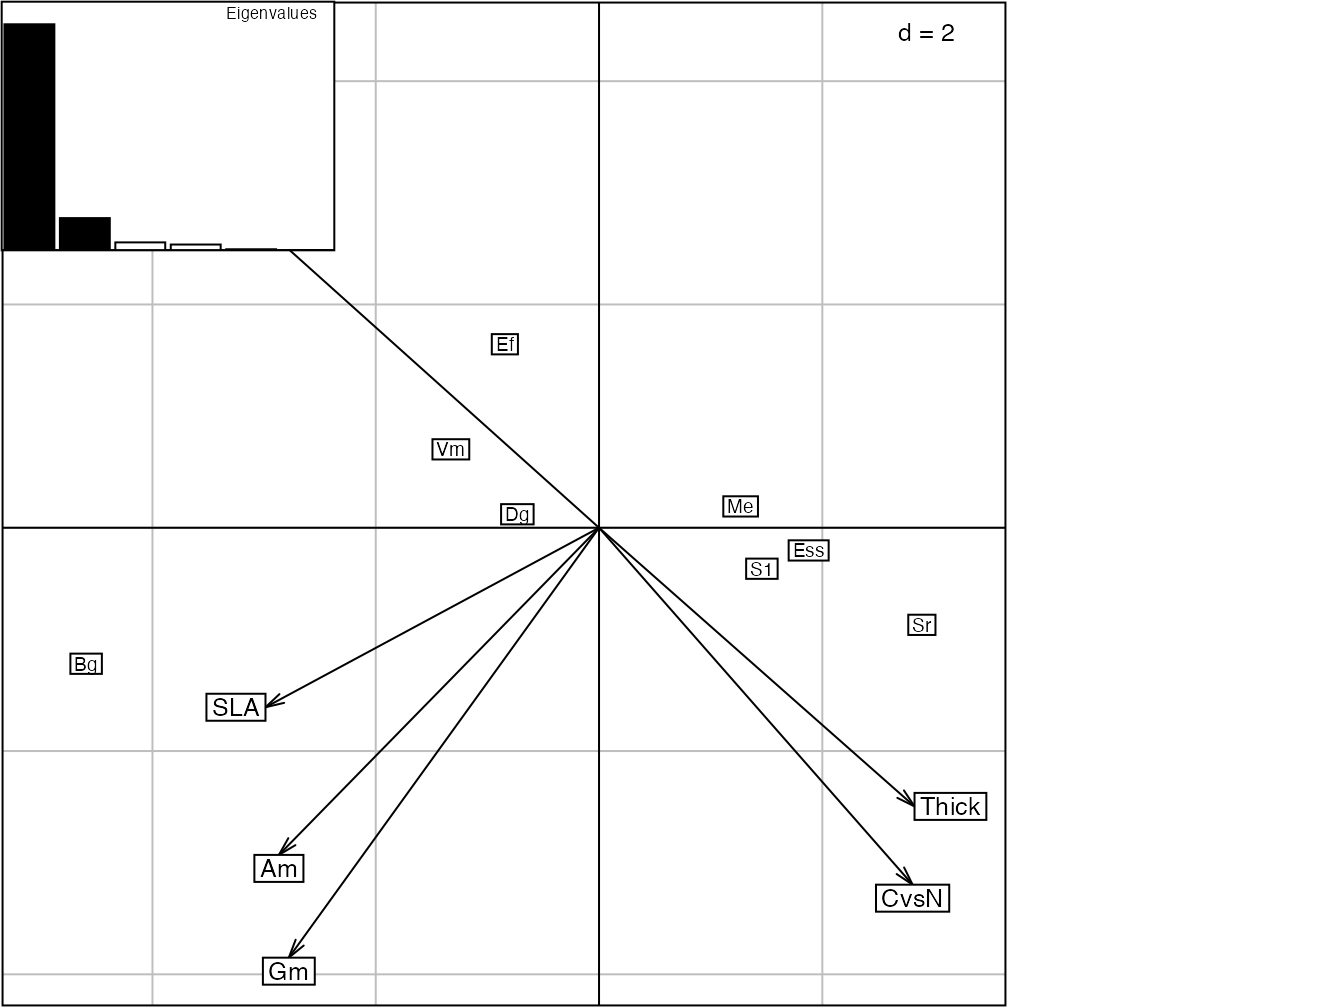 Eigenvalues
d = 2
Ef
Vm
Me
Dg
Ess
S1
Sr
Bg
SLA
Thick
Am
CvsN
Gm